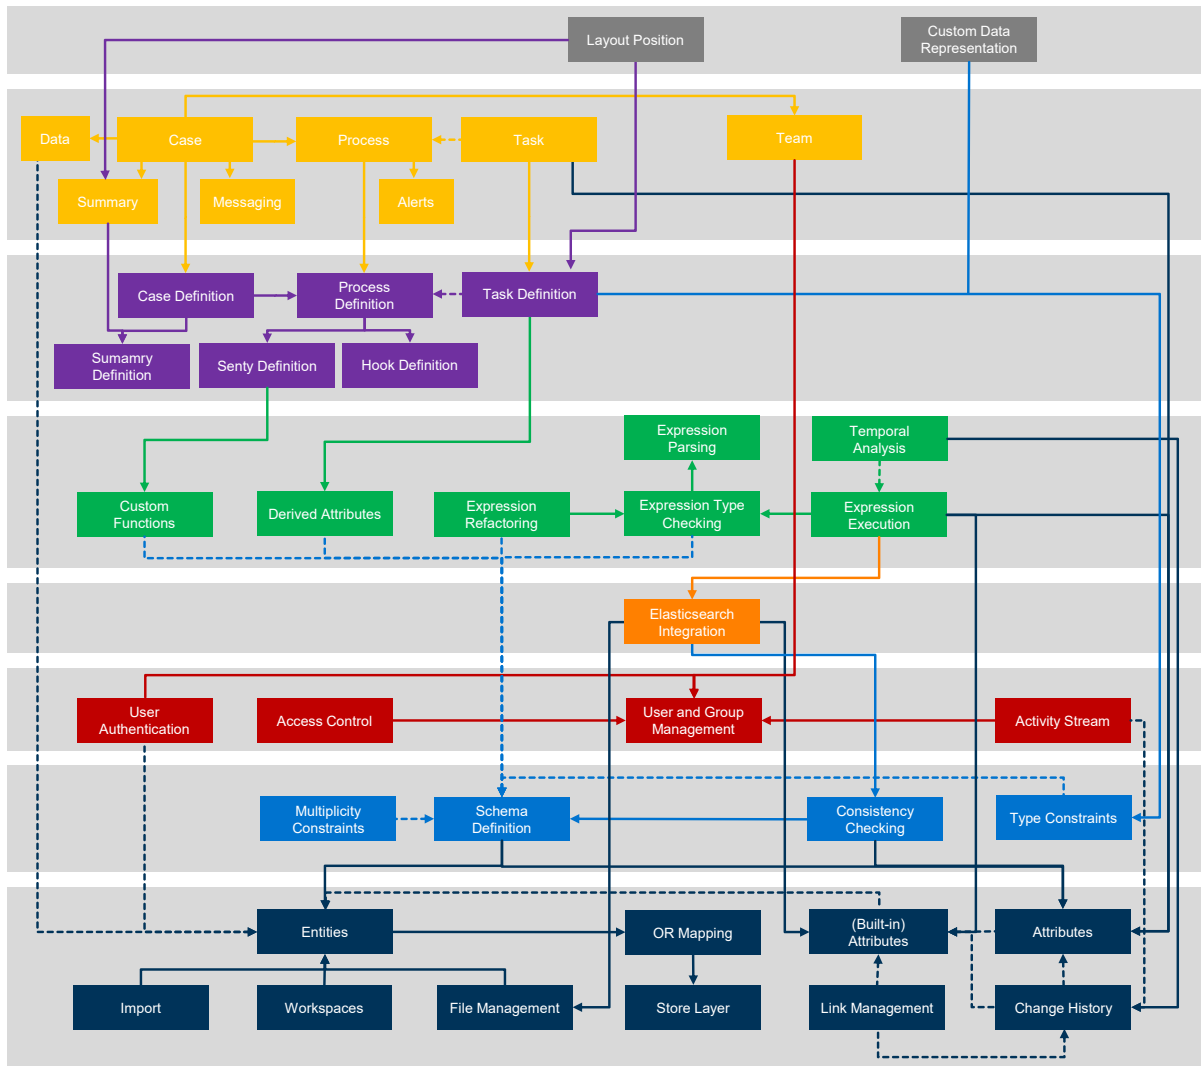 Layout Position
Custom Data
Representation
Data
Case
Process
Task
Team
Summary
Messaging
Alerts
Case Definition
Process
Definition
Task Definition
Sumamry
Definition
Senty Definition
Hook Definition
Expression
Parsing
Temporal
Analysis
Custom
Functions
Derived Attributes
Expression
Refactoring
Expression Type
Checking
Expression
Execution
Elasticsearch
Integration
User
Authentication
Access Control
User and Group
Management
Activity Stream
Multiplicity
Constraints
Schema
Definition
Consistency
Checking
Type Constraints
Entities
OR Mapping
(Built-in)
Attributes
Attributes
Import
Workspaces
File Management
Store Layer
Link Management
Change History